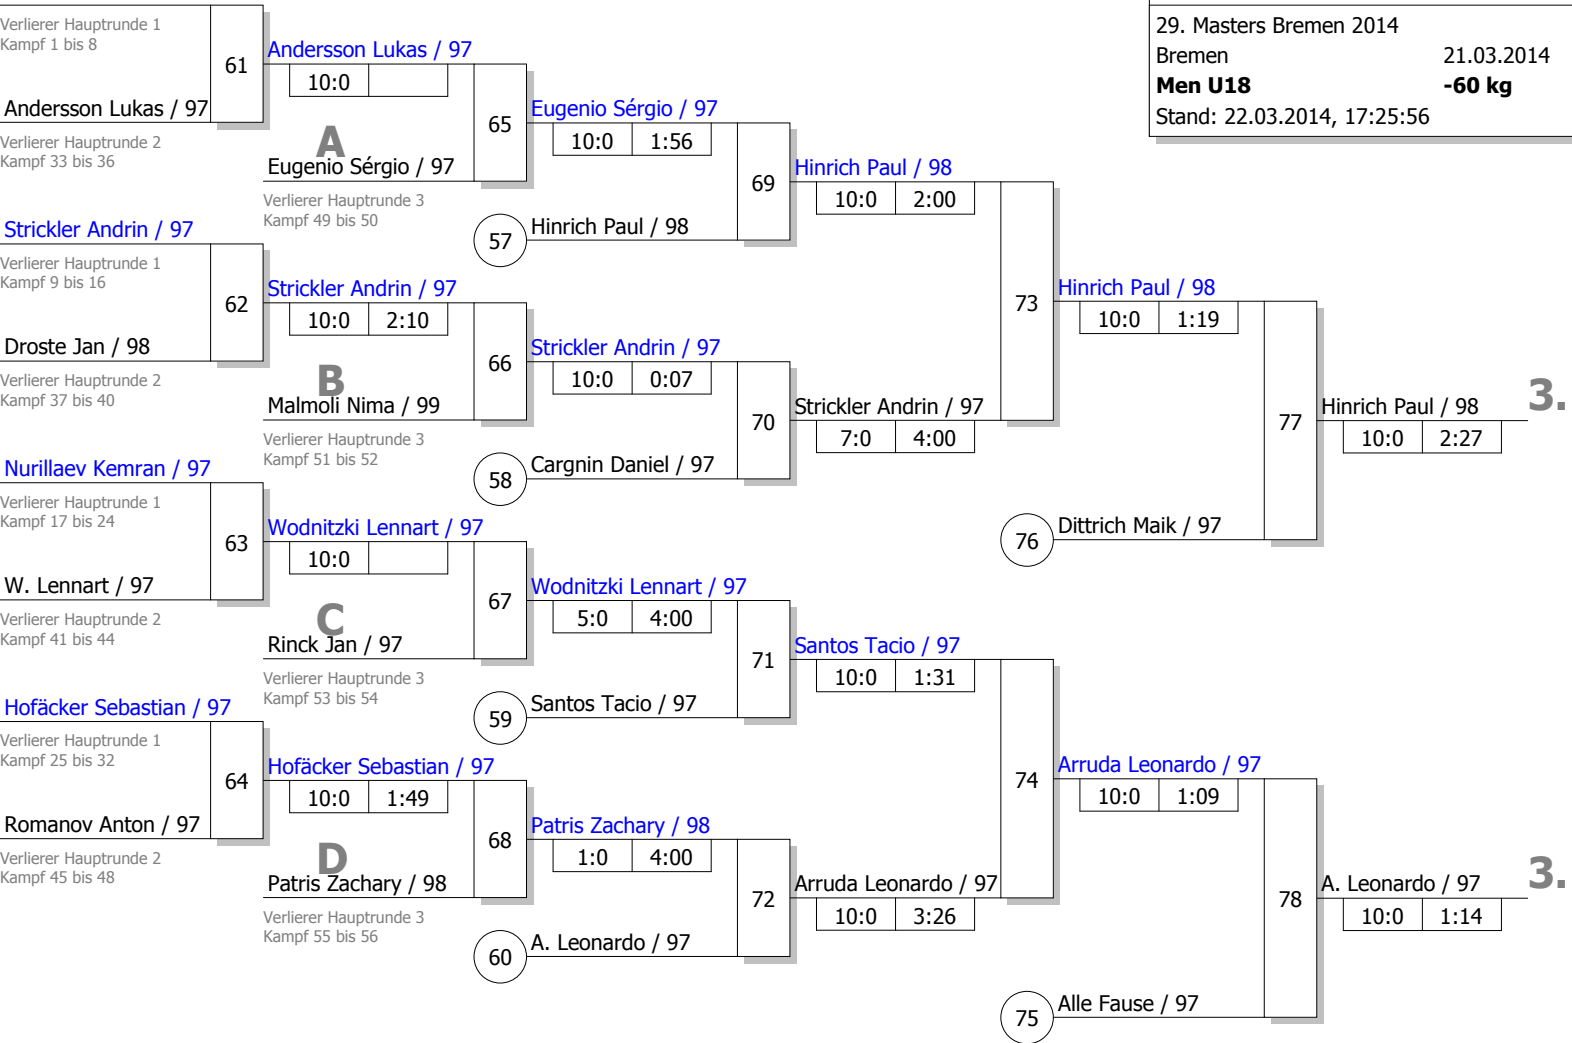 29. Masters Bremen 2014
Bremen 21.03.2014
Men U18 -60 kg
Stand: 22.03.2014, 17:25:56
Verlierer Hauptrunde 1
Kampf 1 bis 8
61
Andersson Lukas / 97
10:0
Andersson Lukas / 97
Verlierer Hauptrunde 2
Kampf 33 bis 36
A
Eugenio Sérgio / 97
Verlierer Hauptrunde 3
Kampf 49 bis 50
65
Eugenio Sérgio / 97
10:0 1:56
57
Hinrich Paul / 98
69
Hinrich Paul / 98
10:0 2:00
Strickler Andrin / 97
Verlierer Hauptrunde 1
Kampf 9 bis 16
62
Strickler Andrin / 97
10:0 2:10
Droste Jan / 98
Verlierer Hauptrunde 2
Kampf 37 bis 40
B
Malmoli Nima / 99
Verlierer Hauptrunde 3
Kampf 51 bis 52
66
Strickler Andrin / 97
10:0 0:07
58
Cargnin Daniel / 97
70
Strickler Andrin / 97
7:0 4:00
73
Hinrich Paul / 98
10:0 1:19
76
Dittrich Maik / 97
77
Hinrich Paul / 98
10:0 2:27
3.
Nurillaev Kemran / 97
Verlierer Hauptrunde 1
Kampf 17 bis 24
63
Wodnitzki Lennart / 97
10:0
W. Lennart / 97
Verlierer Hauptrunde 2
Kampf 41 bis 44
C
Rinck Jan / 97
Verlierer Hauptrunde 3
Kampf 53 bis 54
67
Wodnitzki Lennart / 97
5:0 4:00
59
Santos Tacio / 97
71
Santos Tacio / 97
10:0 1:31
Hofäcker Sebastian / 97
Verlierer Hauptrunde 1
Kampf 25 bis 32
64
Hofäcker Sebastian / 97
10:0 1:49
Romanov Anton / 97
Verlierer Hauptrunde 2
Kampf 45 bis 48
D
Patris Zachary / 98
Verlierer Hauptrunde 3
Kampf 55 bis 56
68
Patris Zachary / 98
1:0 4:00
60
A. Leonardo / 97
72
Arruda Leonardo / 97
10:0 3:26
74
Arruda Leonardo / 97
10:0 1:09
75
Alle Fause / 97
78
A. Leonardo / 97
10:0 1:14
3.